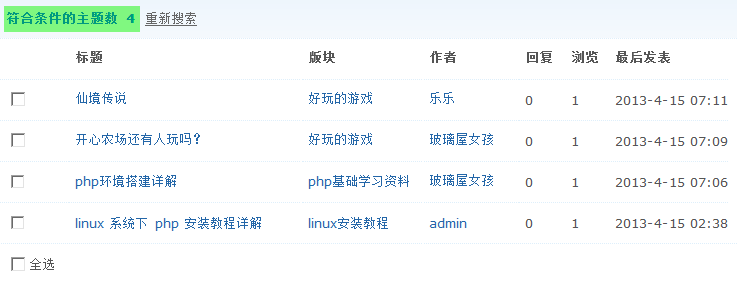 符合条件的主题数 4 重新搜索
标题 版块 作者 回复 浏览 最后发表
仙境传说 好玩的游戏 乐乐 0 1 2013-4-15 07:11
开心农场还有人玩吗? 好玩的游戏 玻璃屋女孩 0 1 2013-4-15 07:09
php环境搭建详解 php基础学习资料 玻璃屋女孩 0 1 2013-4-15 07:06
linux 系统下 php 安装教程详解 linux安装教程 admin 0 1 2013-4-15 02:38
全选